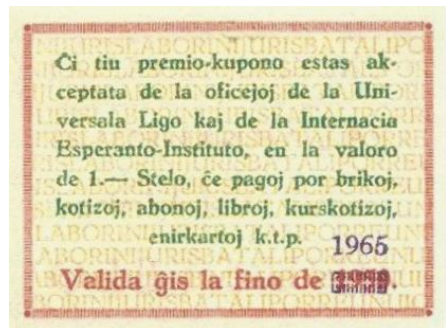 Ĉi tiu premio-kupono estas ak-
ceptata de la oficejoj de la Uni-
versala Ligo kaj de la Internacia
Esperanto-Instituto, en la valoro
de 1.— Stelo, ĉe pagoj por brikoj,
kotizoj, abonoj, libroj, kurskotizoj,
enirkartoj k.t.p.
1965
Valida ĝis la fino de